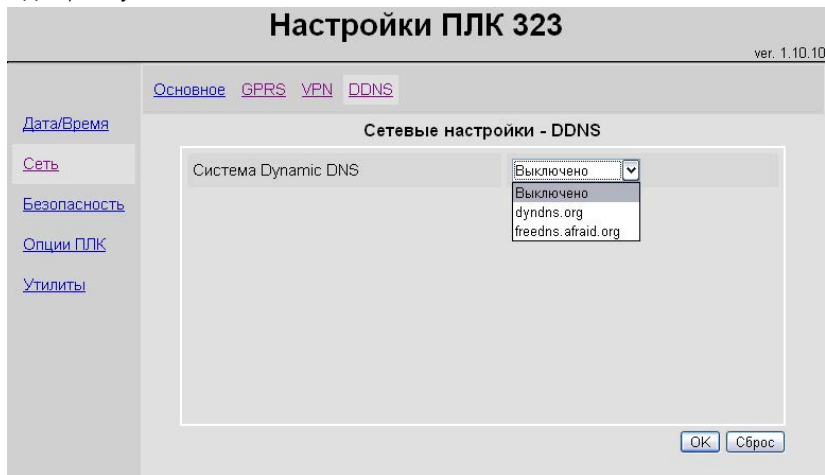 Настройки ПЛК 323
ver. 1.10.10
Основное GPRS VPN DDNS
Дата/Время
Сеть
Безопасность
Опции ПЛК
Утилиты
Сетевые настройки - DDNS
Система Dynamic DNS
Выключено
Выключено
dyndns.org
freedns.afraid.org
OK Сброс